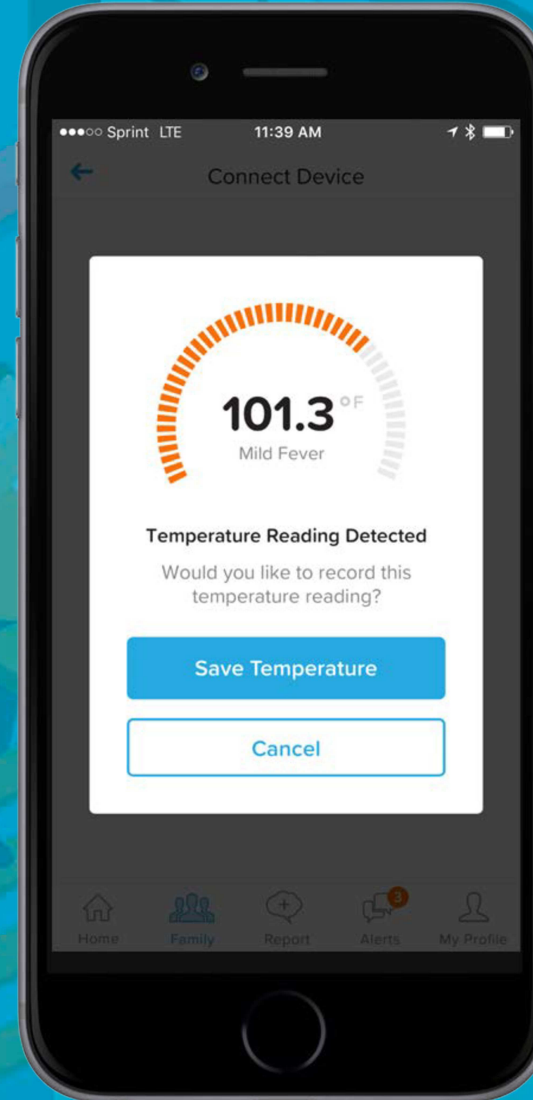 Sprint LTE 11:39 AM
Connect Device
101.3 °F
Mild Fever
Temperature Reading Detected
Would you like to record this
temperature reading?
Save Temperature
Cancel
3
Home Family Report Alerts My Profile